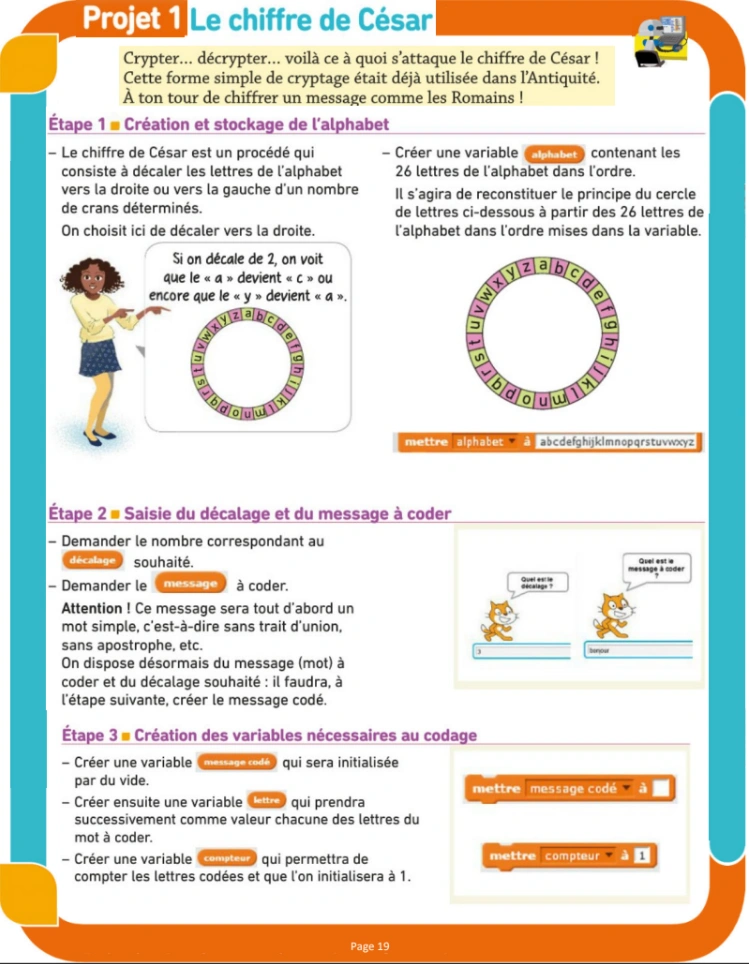 Projet 1 Le chiffre de César
Crypter... décrypter... voilà ce à quoi s'attaque le chiffre de César !
Cette forme simple de cryptage était déjà utilisée dans l'Antiquité.
À ton tour de chiffrer un message comme les Romains !
Étape 1 ■ Création et stockage de l'alphabet
– Le chiffre de César est un procédé qui
consiste à décaler les lettres de l'alphabet
vers la droite ou vers la gauche d'un nombre
de crans déterminés.
On choisit ici de décaler vers la droite.
Si on décale de 2, on voit
que le « a » devient « c » ou
encore que le « y » devient « a ».
a b c d e f g h i j k l m n o p q r s t u v w x y z
– Créer une variable alphabet contenant les
26 lettres de l'alphabet dans l'ordre.
Il s'agira de reconstituer le principe du cercle
de lettres ci-dessous à partir des 26 lettres de
l'alphabet dans l'ordre mises dans la variable.
a b c d e f g h i j k l m n o p q r s t u v w x y z
mettre alphabet à abcdefghijklmnopqrstuvwxyz
Étape 2 ■ Saisie du décalage et du message à coder
– Demander le nombre correspondant au
décalage souhaité.
– Demander le message à coder.
Attention ! Ce message sera tout d'abord un
mot simple, c'est-à-dire sans trait d'union,
sans apostrophe, etc.
On dispose désormais du message (mot) à
coder et du décalage souhaité : il faudra, à
l'étape suivante, créer le message codé.
Quel est le
décalage ?
3
Quel est le
message à coder
?
bonjour
Étape 3 ■ Création des variables nécessaires au codage
– Créer une variable message codé qui sera initialisée
par du vide.
– Créer ensuite une variable lettre qui prendra
successivement comme valeur chacune des lettres du
mot à coder.
– Créer une variable compteur qui permettra de
compter les lettres codées et que l'on initialisera à 1.
mettre message codé à
mettre compteur à 1
Page 19